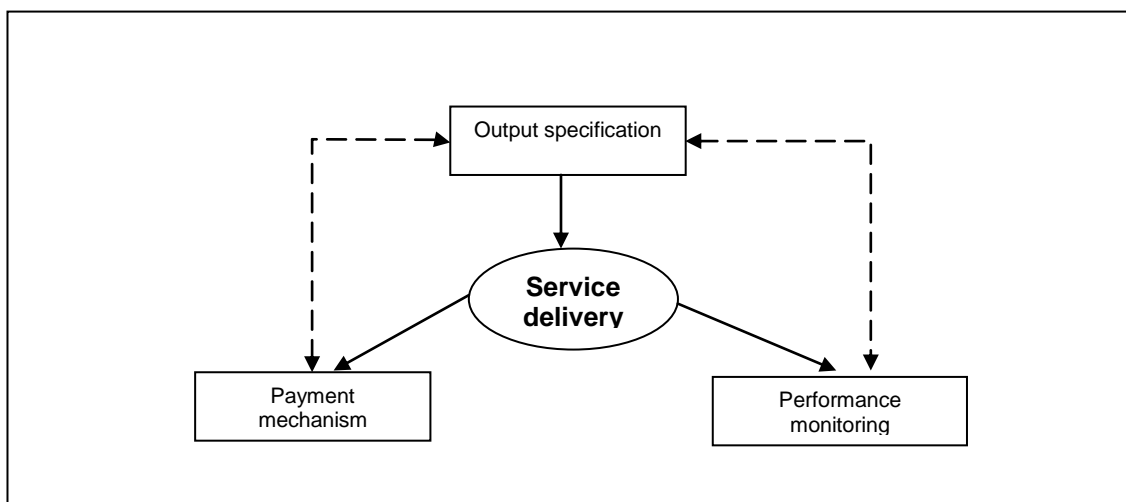 Output specification
Service
delivery
Payment
mechanism
Performance
monitoring